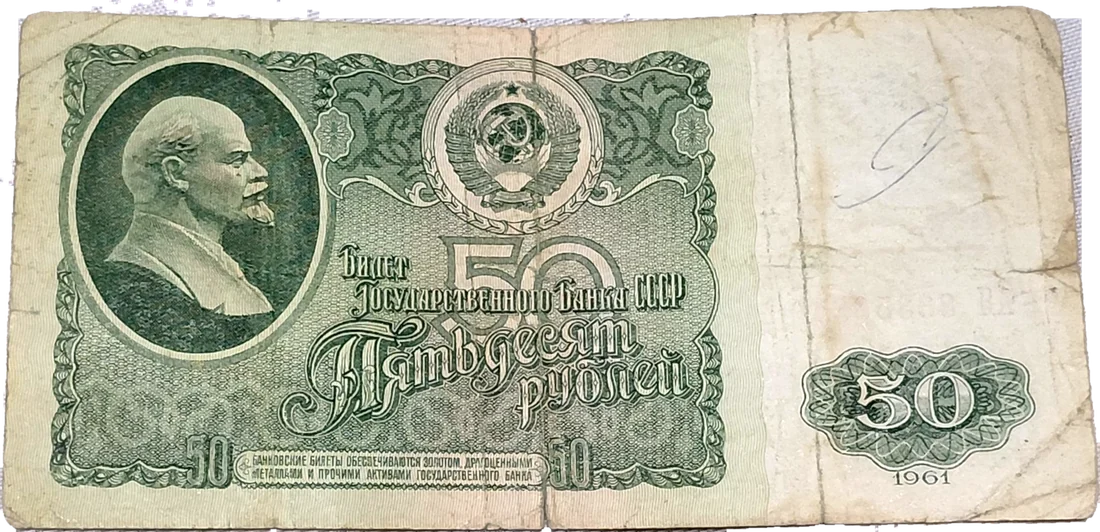 Билет
Государственного Банка СССР
50
Пятьдесят
рублей
50
БАНКОВСКИЕ БИЛЕТЫ ОБЕСПЕЧИВАЮТСЯ ЗОЛОТОМ, ДРАГОЦЕННЫМИ
МЕТАЛЛАМИ И ПРОЧИМИ АКТИВАМИ ГОСУДАРСТВЕННОГО БАНКА
50
50
1961